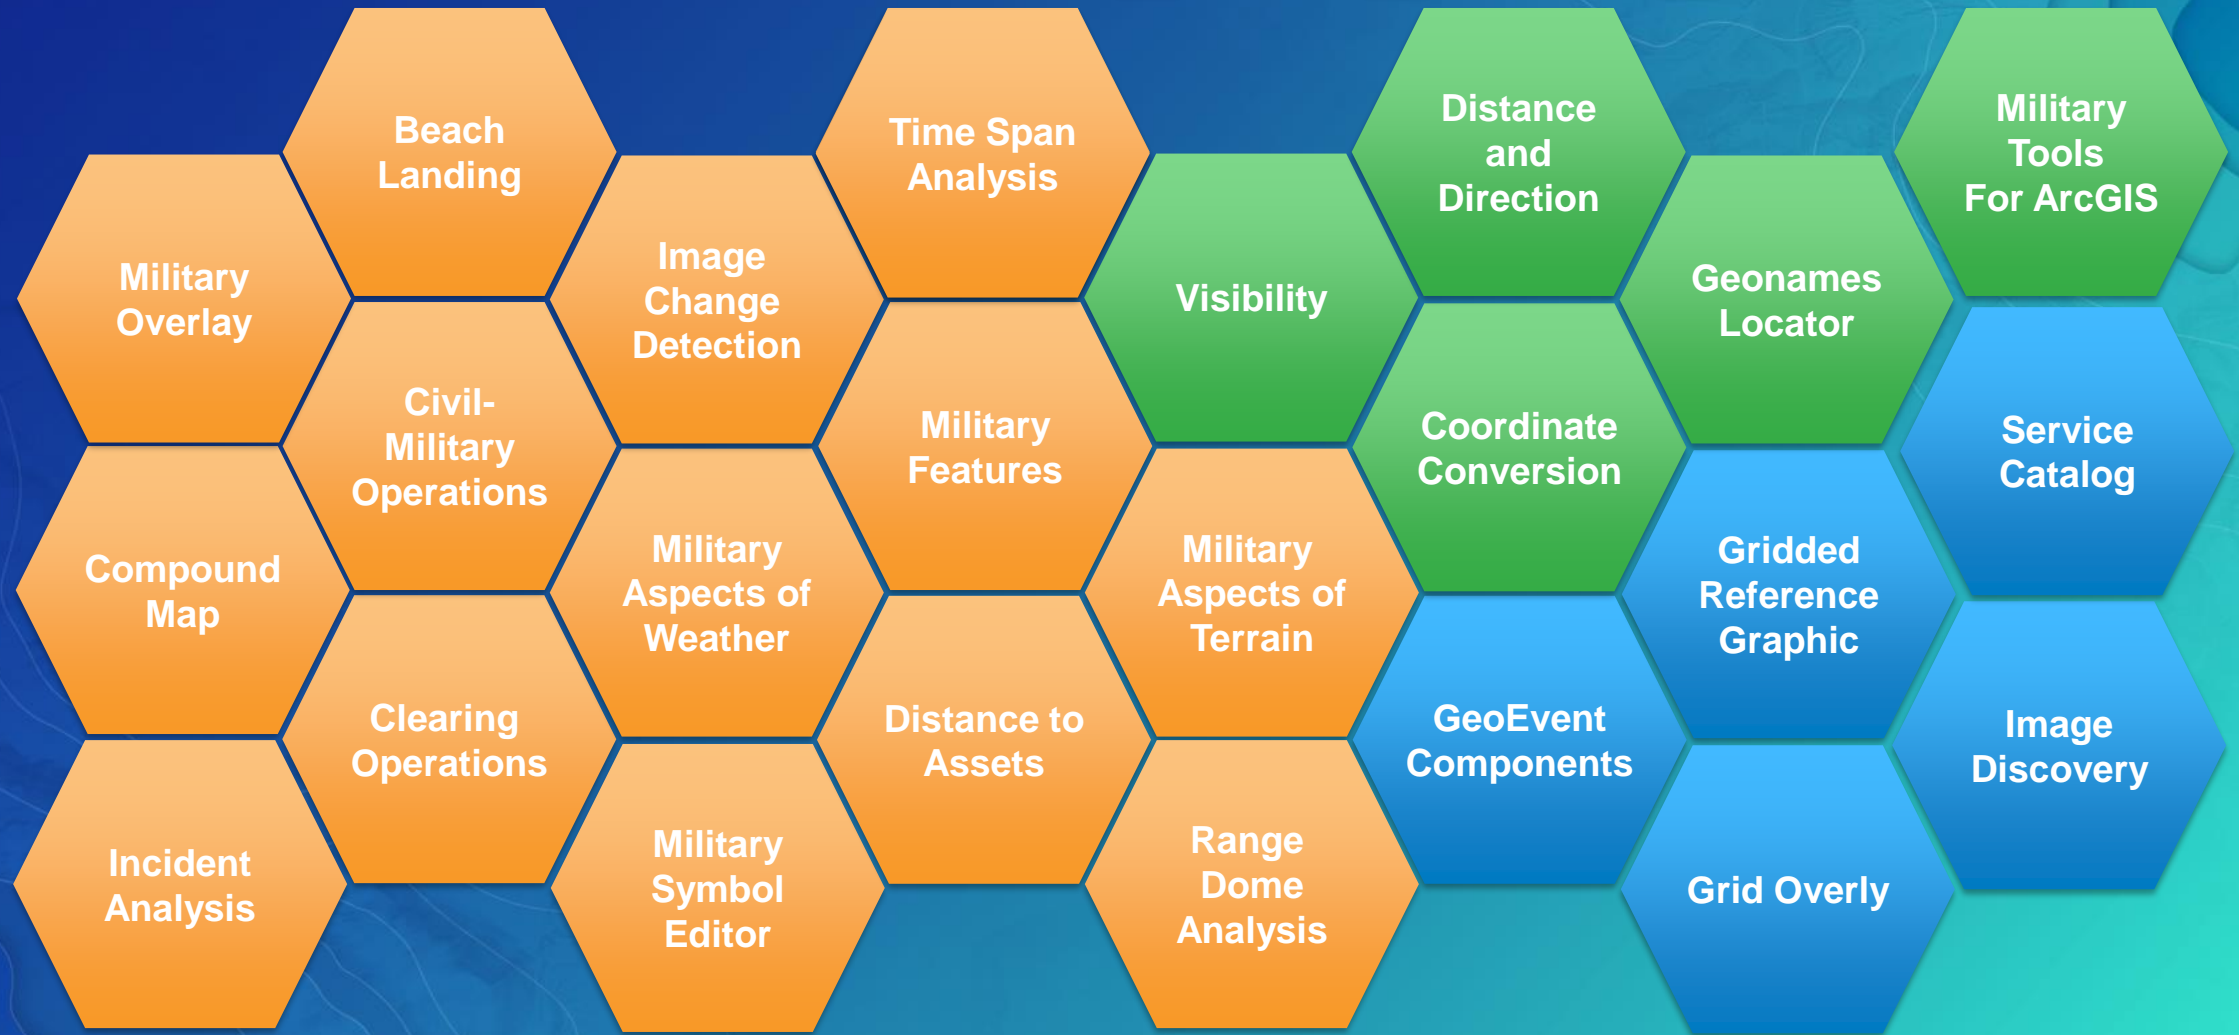 Beach
Landing
Time Span
Analysis
Distance
and
Direction
Military
Tools
For ArcGIS
Military
Overlay
Image
Change
Detection
Visibility
Geonames
Locator
Civil-
Military
Operations
Military
Features
Coordinate
Conversion
Service
Catalog
Compound
Map
Military
Aspects of
Weather
Military
Aspects of
Terrain
Gridded
Reference
Graphic
Clearing
Operations
Distance to
Assets
GeoEvent
Components
Image
Discovery
Incident
Analysis
Military
Symbol
Editor
Range
Dome
Analysis
Grid Overly